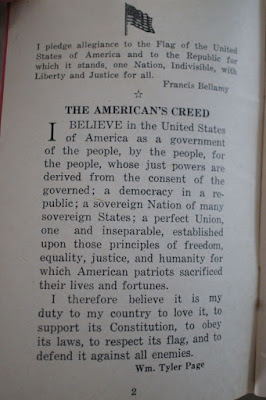 I pledge allegiance to the Flag of the United
States of America and to the Republic for
which it stands, one Nation, Indivisible, with
Liberty and Justice for all.
Francis Bellamy
☆
THE AMERICAN'S CREED
I BELIEVE in the United States
of America as a government
of the people, by the people, for
the people, whose just powers are
derived from the consent of the
governed; a democracy in a re-
public; a sovereign Nation of many
sovereign States; a perfect Union,
one and inseparable, established
upon those principles of freedom,
equality, justice, and humanity for
which American patriots sacrificed
their lives and fortunes.
I therefore believe it is my
duty to my country to love it, to
support its Constitution, to obey
its laws, to respect its flag, and to
defend it against all enemies.
Wm. Tyler Page
2